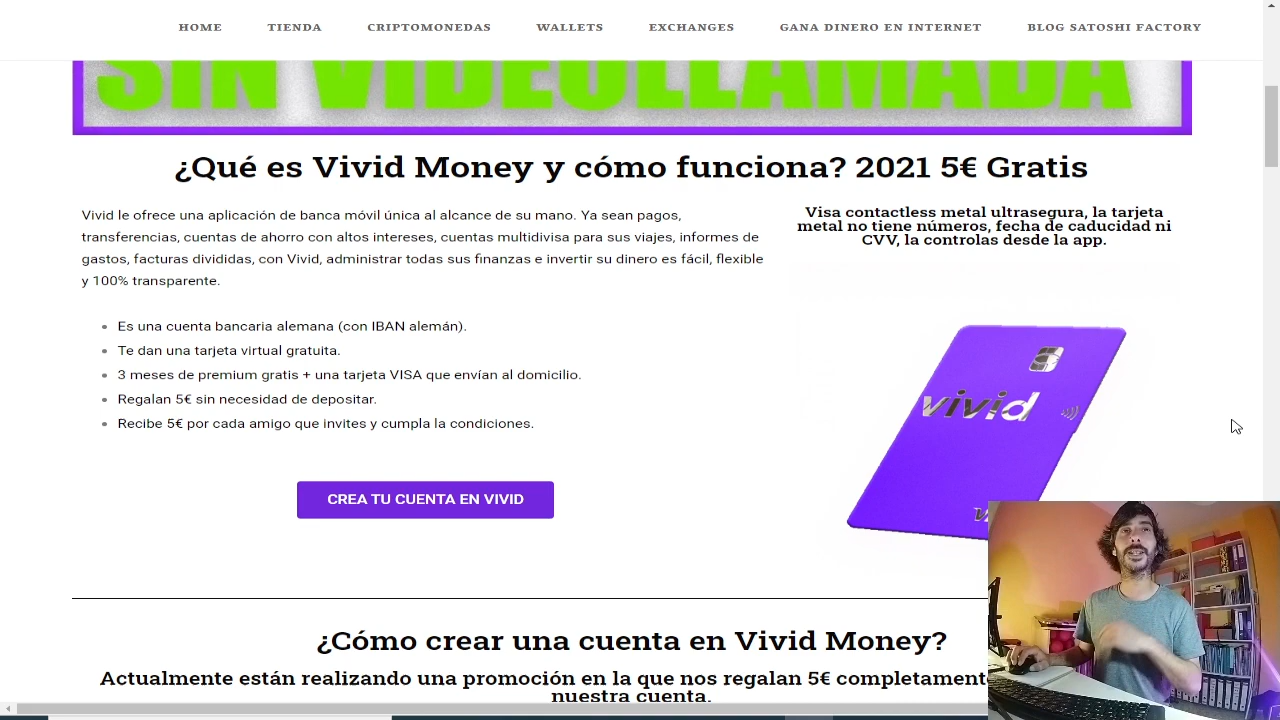 HOME TIENDA CRIPTOMONEDAS WALLETS EXCHANGES GANA DINERO EN INTERNET BLOG SATOSHI FACTORY
SIN VIDEOLLAMADA
¿Qué es Vivid Money y cómo funciona? 2021 5€ Gratis
Vivid le ofrece una aplicación de banca móvil única al alcance de su mano. Ya sean pagos,
transferencias, cuentas de ahorro con altos intereses, cuentas multidivisa para sus viajes, informes de
gastos, facturas divididas, con Vivid, administrar todas sus finanzas e invertir su dinero es fácil, flexible
y 100% transparente.
Es una cuenta bancaria alemana (con IBAN alemán).
Te dan una tarjeta virtual gratuita.
3 meses de premium gratis + una tarjeta VISA que envían al domicilio.
Regalan 5€ sin necesidad de depositar.
Recibe 5€ por cada amigo que invites y cumpla la condiciones.
CREA TU CUENTA EN VIVID
Visa contactless metal ultrasegura, la tarjeta
metal no tiene números, fecha de caducidad ni
CVV, la controlas desde la app.
vivid
¿Cómo crear una cuenta en Vivid Money?
Actualmente están realizando una promoción en la que nos regalan 5€ completament
nuestra cuenta.